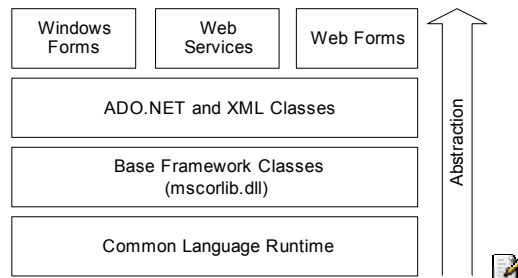 Windows
Forms
Web
Services
Web Forms
ADO.NET and XML Classes
Base Framework Classes
(mscorlib.dll)
Common Language Runtime
Abstraction